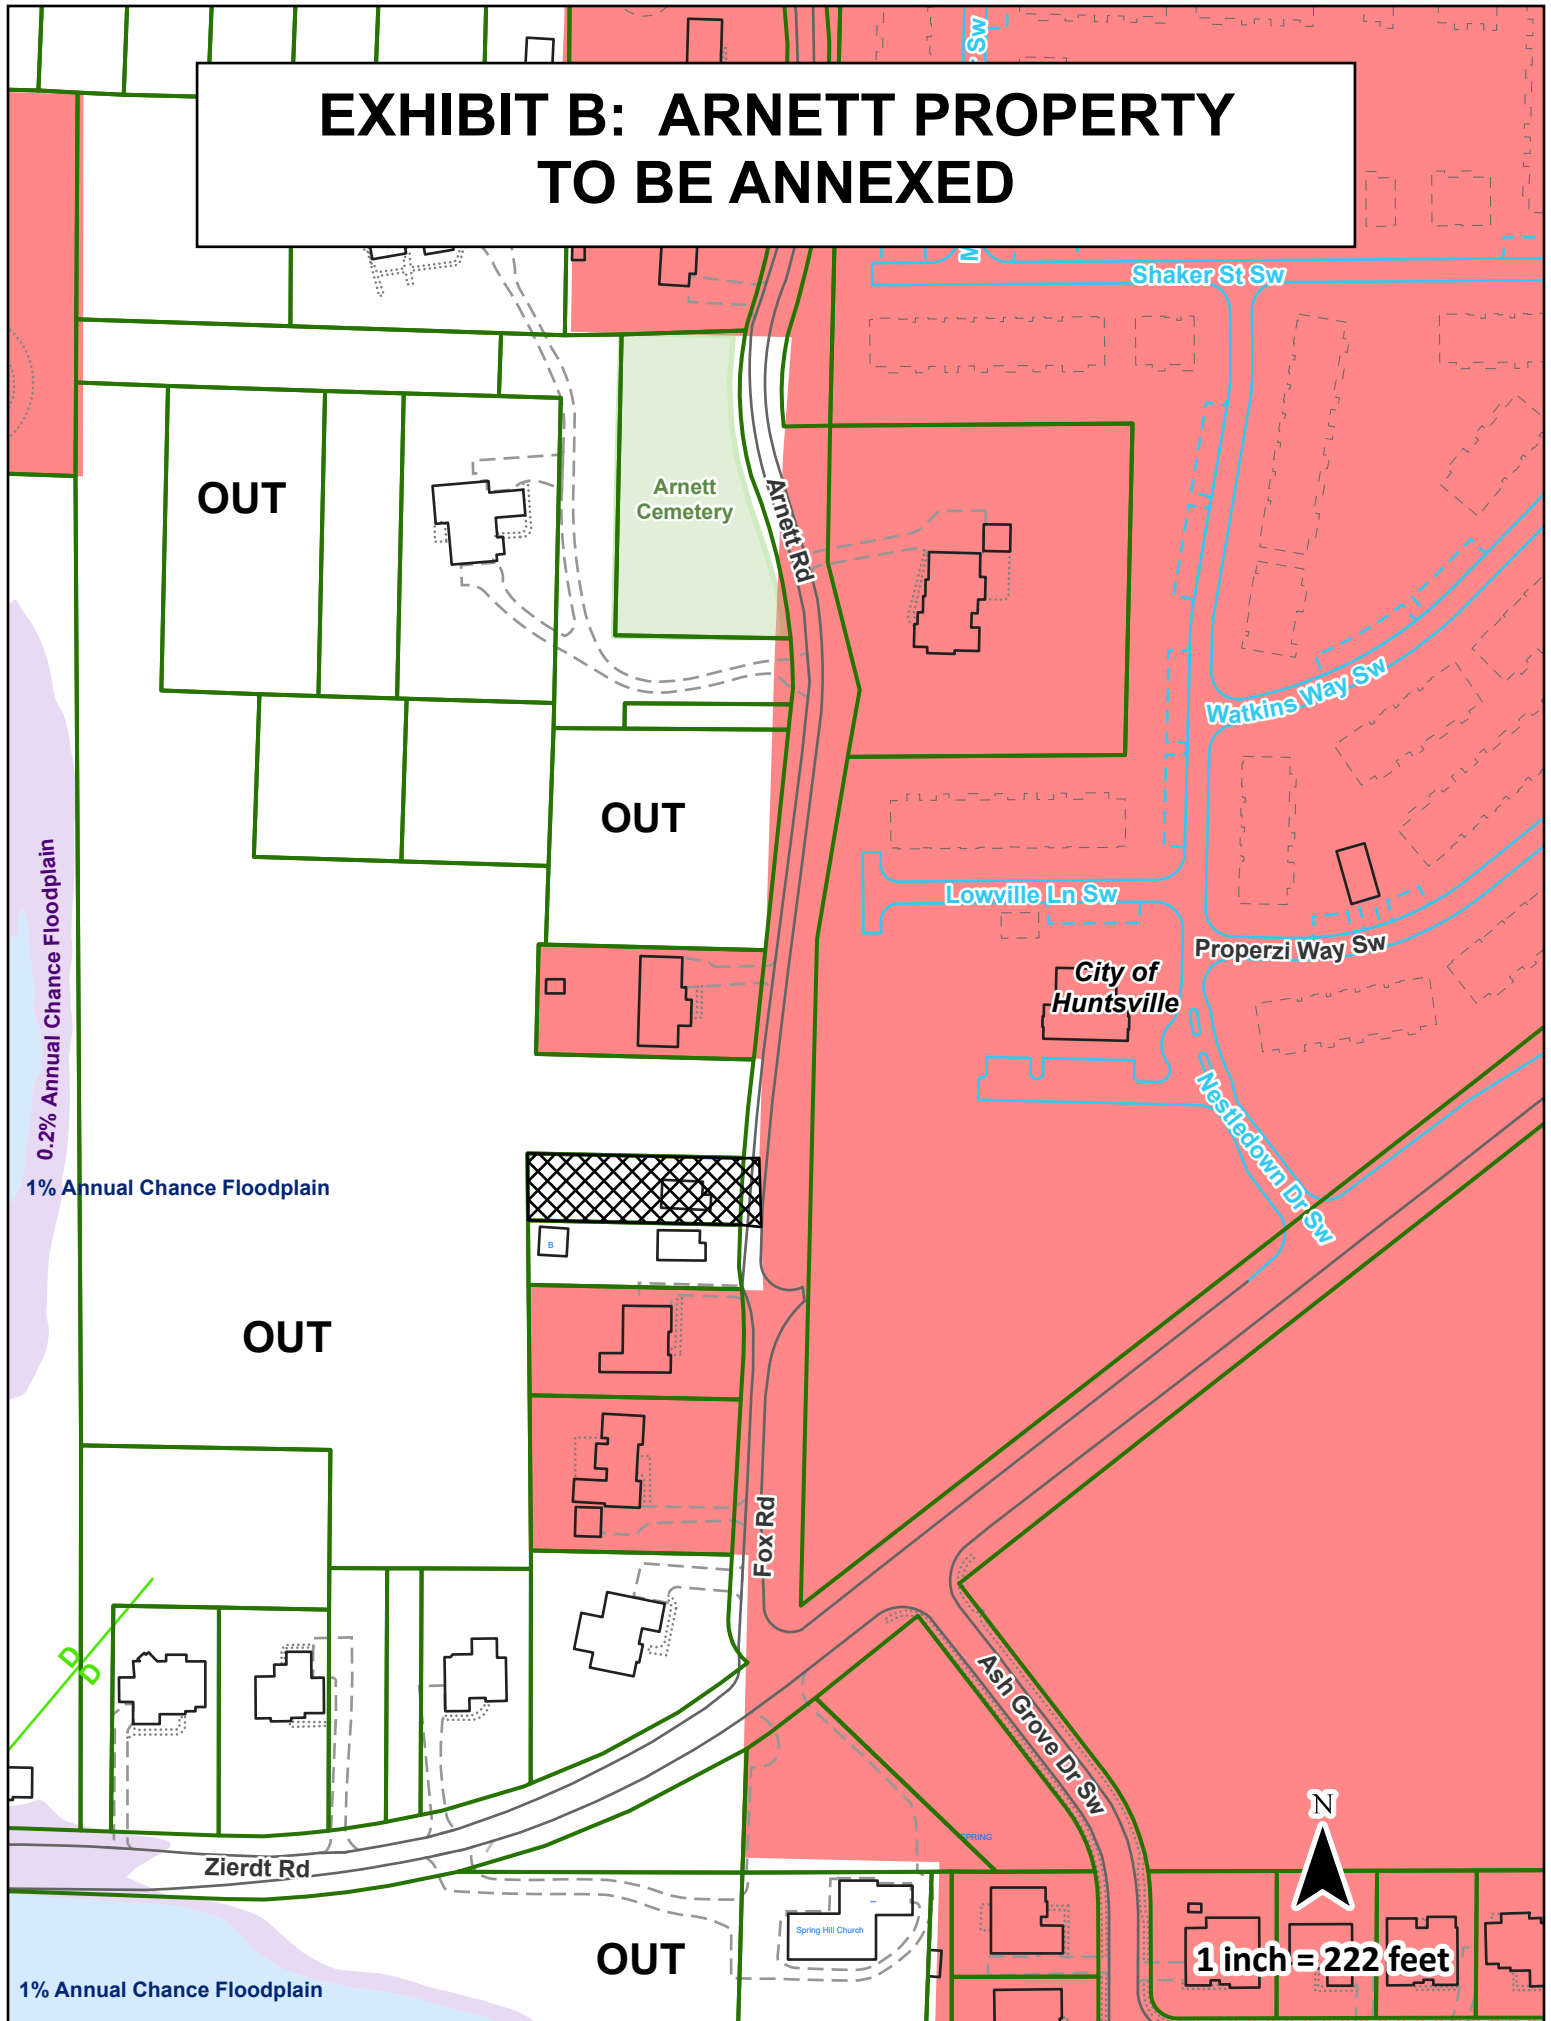 Sw
EXHIBIT B: ARNETT PROPERTY
TO BE ANNEXED
M
Shaker St Sw
OUT
Arnett
Cemetery
Arnett Rd
Watkins Way Sw
OUT
0.2% Annual Chance Floodplain
Lowville Ln Sw
Properzi Way Sw
City of
Huntsville
Nestledown Dr Sw
1% Annual Chance Floodplain
B
OUT
Fox Rd
D
D
Ash Grove Dr Sw
N
SPRING
Zierdt Rd
Spring Hill Church
OUT
1 inch = 222 feet
1% Annual Chance Floodplain